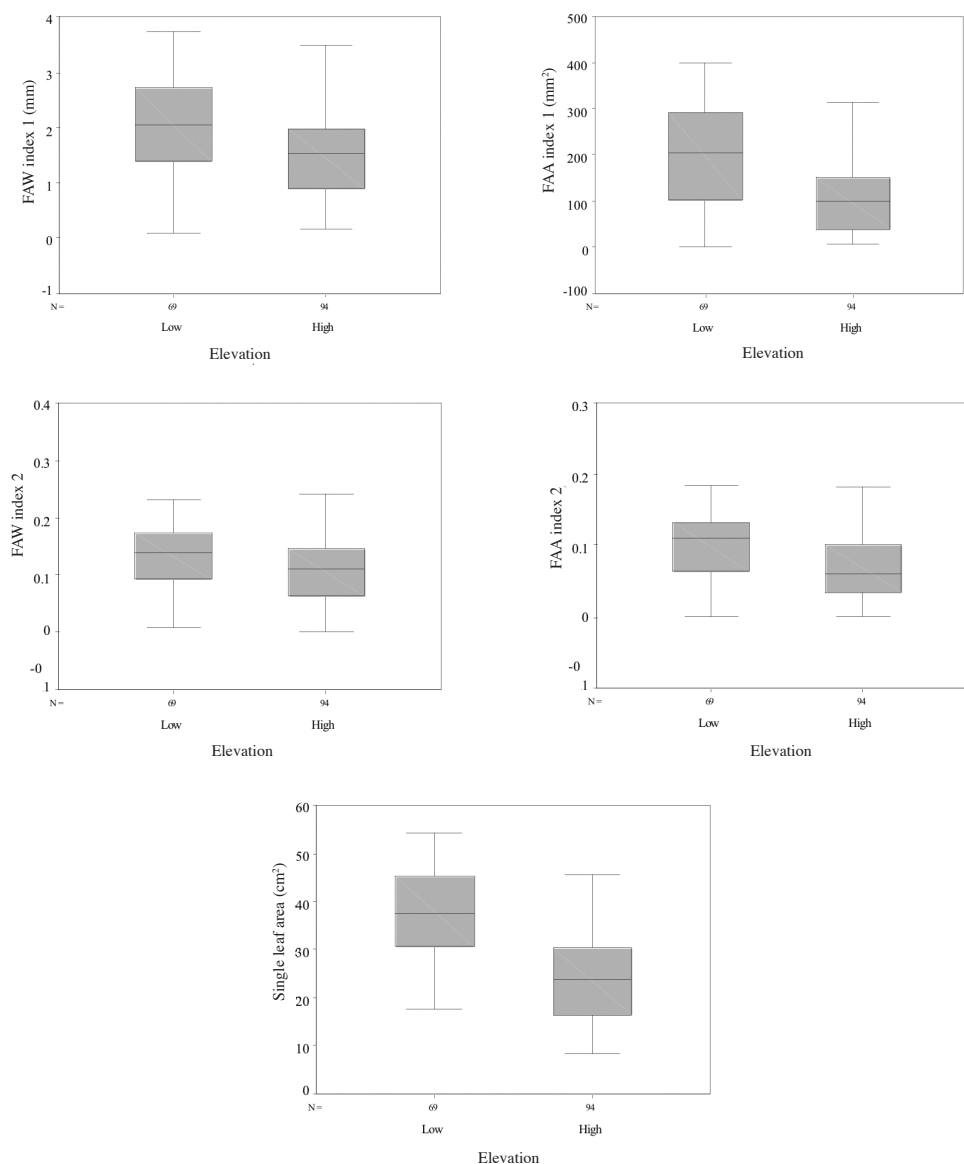 4
3
2
1
0
-1
FAW index 1 (mm)
N =
69
94
Low
High
Elevation
500
400
300
200
100
0
-100
FAA index 1 (mm²)
N =
69
94
Low
High
Elevation
0.4
0.3
0.2
0.1
0
-0
1
FAW index 2
N =
69
94
Low
High
Elevation
0.3
0.2
0.1
0
-0
1
FAA index 2
N =
69
94
Low
High
Elevation
60
50
40
30
20
10
0
Single leaf area (cm²)
N =
69
94
Low
High
Elevation